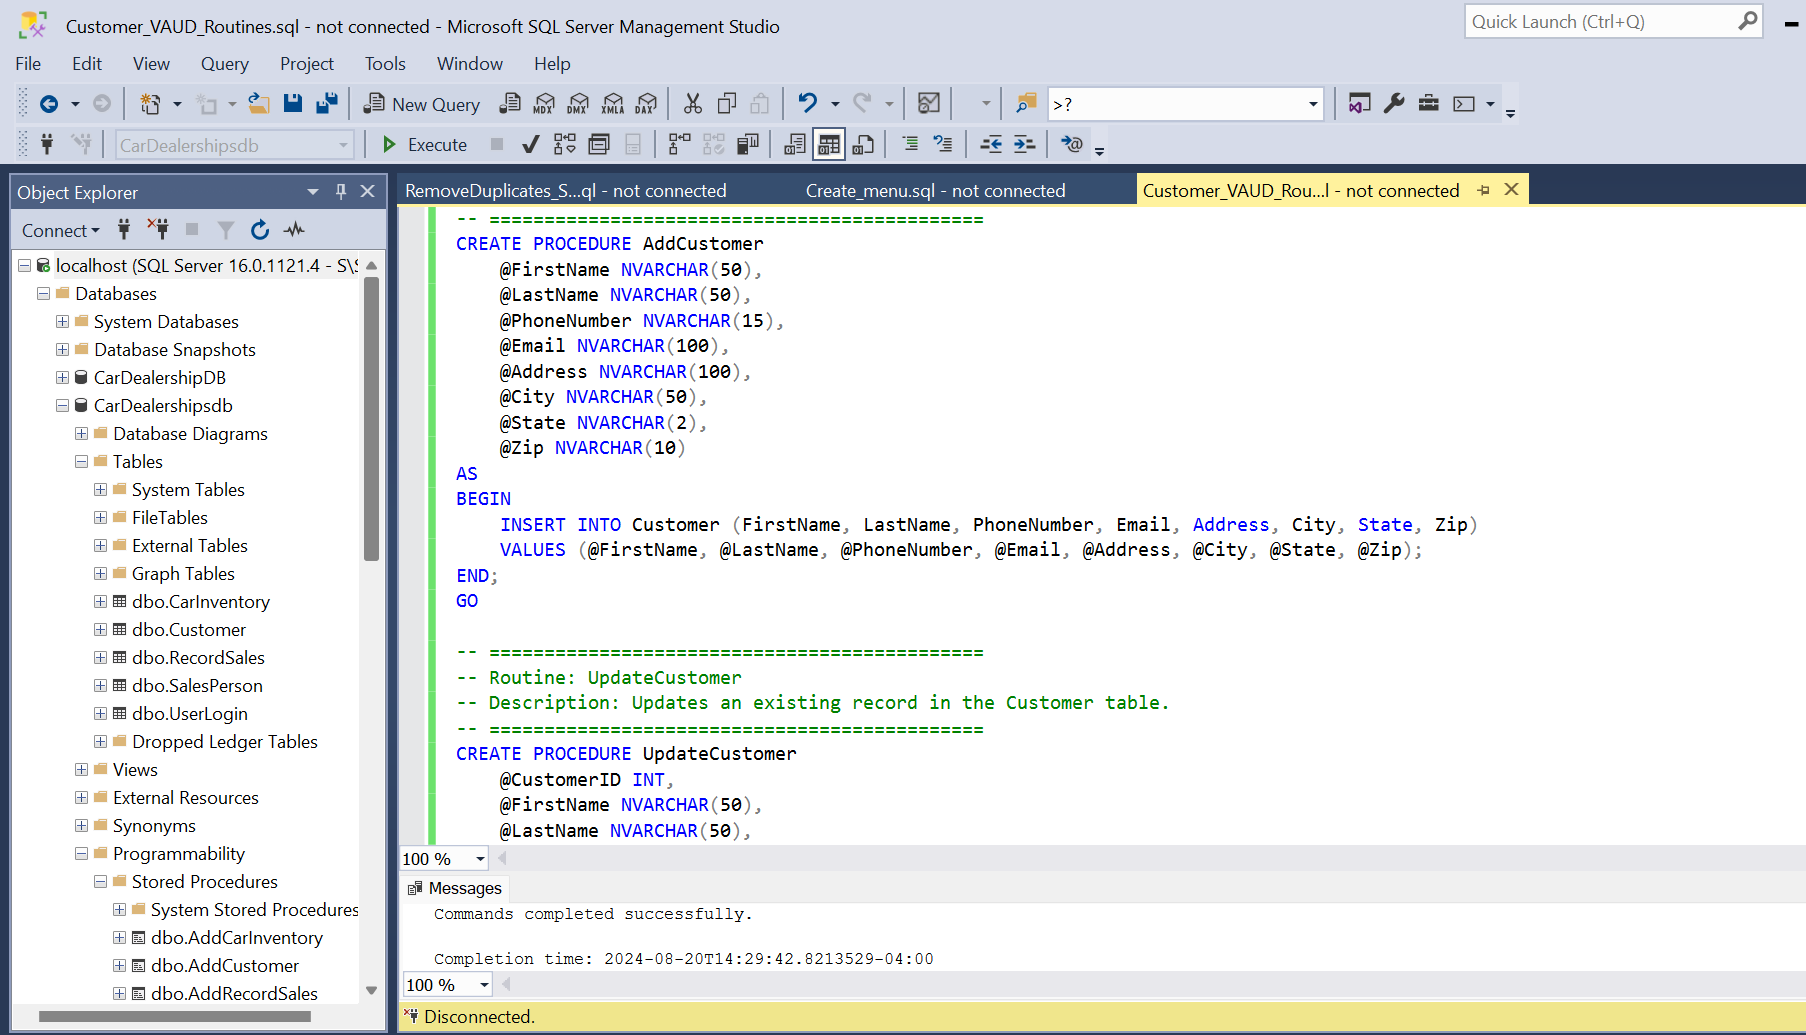 Customer_VAUD_Routines.sql - not connected - Microsoft SQL Server Management Studio
Quick Launch (Ctrl+Q)
File Edit View Query Project Tools Window Help
New Query MDX DMX XMLA DAX >?
CarDealershipsdb Execute
Object Explorer
Connect
localhost (SQL Server 16.0.1121.4 - S\S
Databases
System Databases
Database Snapshots
CarDealershipDB
CarDealershipsdb
Database Diagrams
Tables
System Tables
FileTables
External Tables
Graph Tables
dbo.CarInventory
dbo.Customer
dbo.RecordSales
dbo.SalesPerson
dbo.UserLogin
Dropped Ledger Tables
Views
External Resources
Synonyms
Programmability
Stored Procedures
System Stored Procedures
dbo.AddCarInventory
dbo.AddCustomer
dbo.AddRecordSales
RemoveDuplicates_S...ql - not connected Create_menu.sql - not connected Customer_VAUD_Rou...l - not connected
-- =============================================
CREATE PROCEDURE AddCustomer
@FirstName NVARCHAR(50),
@LastName NVARCHAR(50),
@PhoneNumber NVARCHAR(15),
@Email NVARCHAR(100),
@Address NVARCHAR(100),
@City NVARCHAR(50),
@State NVARCHAR(2),
@Zip NVARCHAR(10)
AS
BEGIN
INSERT INTO Customer (FirstName, LastName, PhoneNumber, Email, Address, City, State, Zip)
VALUES (@FirstName, @LastName, @PhoneNumber, @Email, @Address, @City, @State, @Zip);
END;
GO
-- =============================================
-- Routine: UpdateCustomer
-- Description: Updates an existing record in the Customer table.
-- =============================================
CREATE PROCEDURE UpdateCustomer
@CustomerID INT,
@FirstName NVARCHAR(50),
@LastName NVARCHAR(50),
100 %
Messages
Commands completed successfully.
Completion time: 2024-08-20T14:29:42.8213529-04:00
100 %
Disconnected.